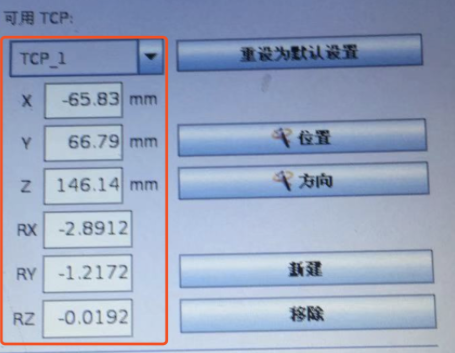 可用 TCP:
TCP_1 重设为默认设置
X -65.83 mm
Y 66.79 mm 位置
Z 146.14 mm 方向
RX -2.8912
RY -1.2172 新建
RZ -0.0192 移除